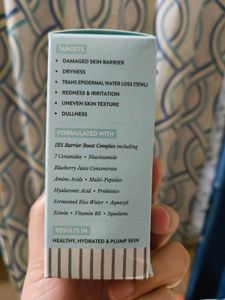 TARGETS
• DAMAGED SKIN BARRIER
• DRYNESS
• TRANS EPIDERMAL WATER LOSS (TEWL)
• REDNESS & IRRITATION
• UNEVEN SKIN TEXTURE
• DULLNESS
FORMULATED WITH
12% Barrier Boost Complex including
7 Ceramides • Niacinamide
Blueberry Juice Concentrate
Amino Acids • Multi-Peptides
Hyaluronic Acid • Probiotics
Fermented Rice Water • Aquaxyl
Ectoin • Vitamin B5 • Squalane.
RESULTS IN
HEALTHY, HYDRATED & PLUMP SKIN